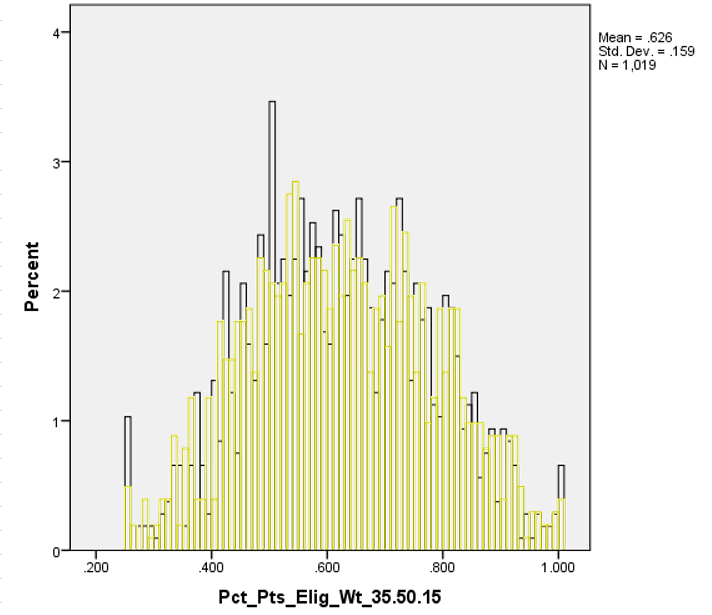 Mean = .626
Std. Dev. = .159
N = 1,019
4
3
2
1
0
Percent
.200 .400 .600 .800 1.000
Pct_Pts_Elig_Wt_35.50.15